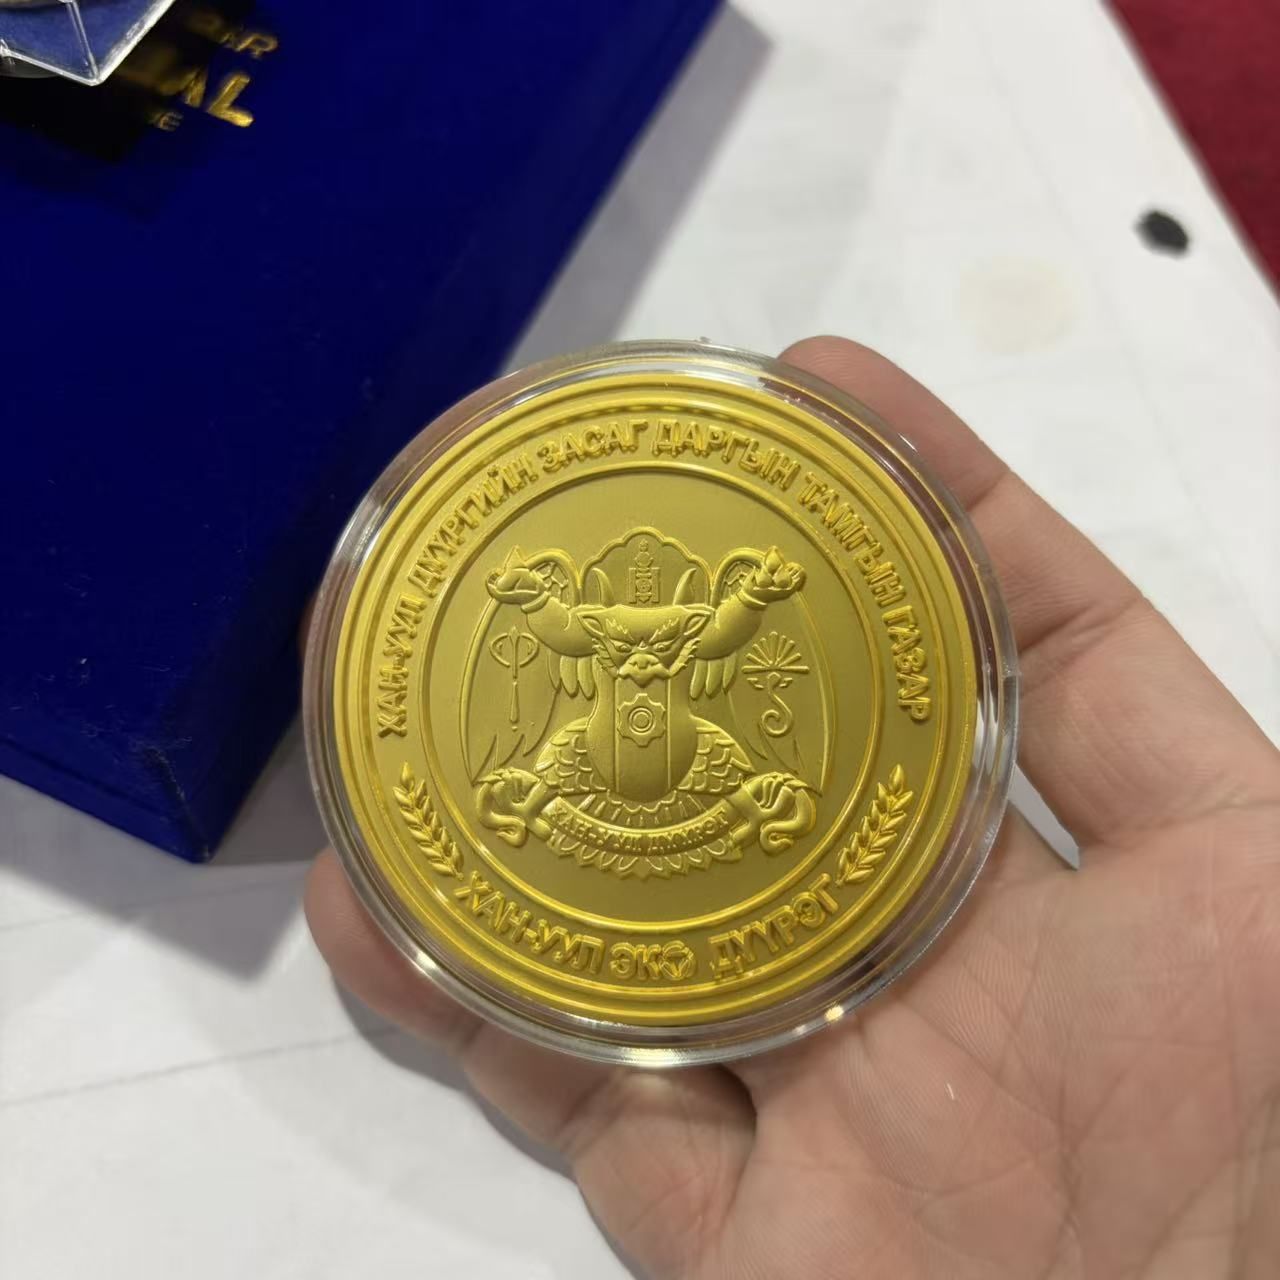 ХАН-УУЛ ДҮҮРГИЙН ЗАСАГ ДАРГЫН ТАМГЫН ГАЗАР
ХАН-УУЛ ДҮҮРЭГ
ХАН-УУЛ ЭКО ДҮҮРЭГ